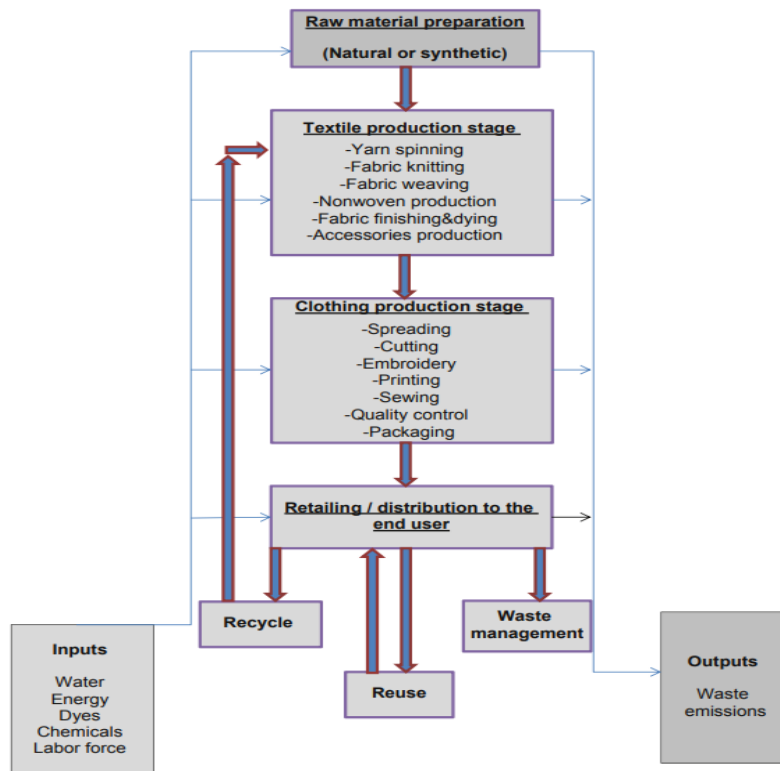 Raw material preparation
(Natural or synthetic)
Textile production stage
-Yarn spinning
-Fabric knitting
-Fabric weaving
-Nonwoven production
-Fabric finishing&dying
-Accessories production
Clothing production stage
-Spreading
-Cutting
-Embroidery
-Printing
-Sewing
-Quality control
-Packaging
Retailing / distribution to the
end user
Recycle
Reuse
Waste
management
Inputs
Water
Energy
Dyes
Chemicals
Labor force
Outputs
Waste
emissions